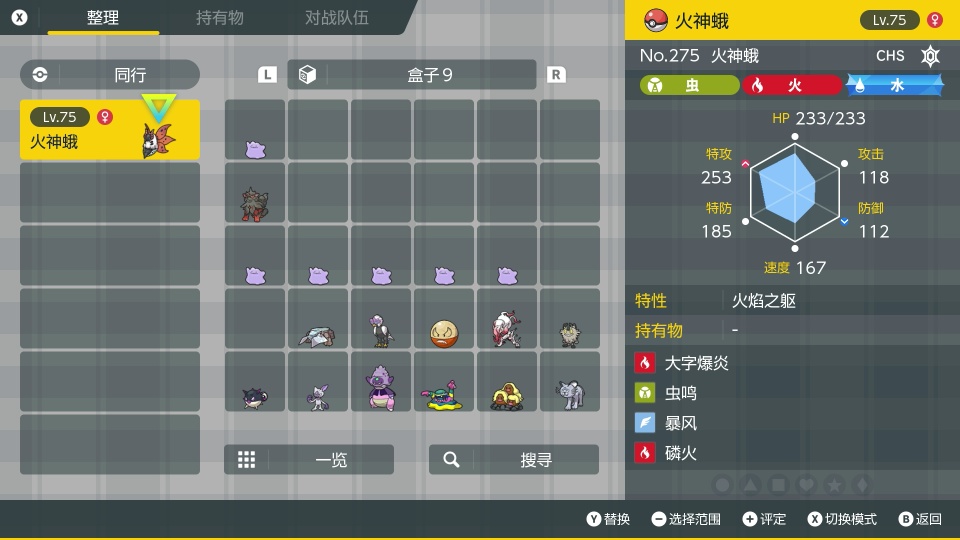 X 整理 持有物 对战队伍
火神蛾 Lv.75 ♀
No.275 火神蛾 CHS
同行 L 盒子9 R
虫 火 水
Lv.75 ♀
火神蛾
HP 233/233
特攻 253
攻击 118
特防 185
防御 112
速度 167
特性 火焰之躯
持有物 -
大字爆炎
虫鸣
暴风
磷火
一览 搜寻
Y 替换 - 选择范围 + 评定 X 切换模式 B 返回